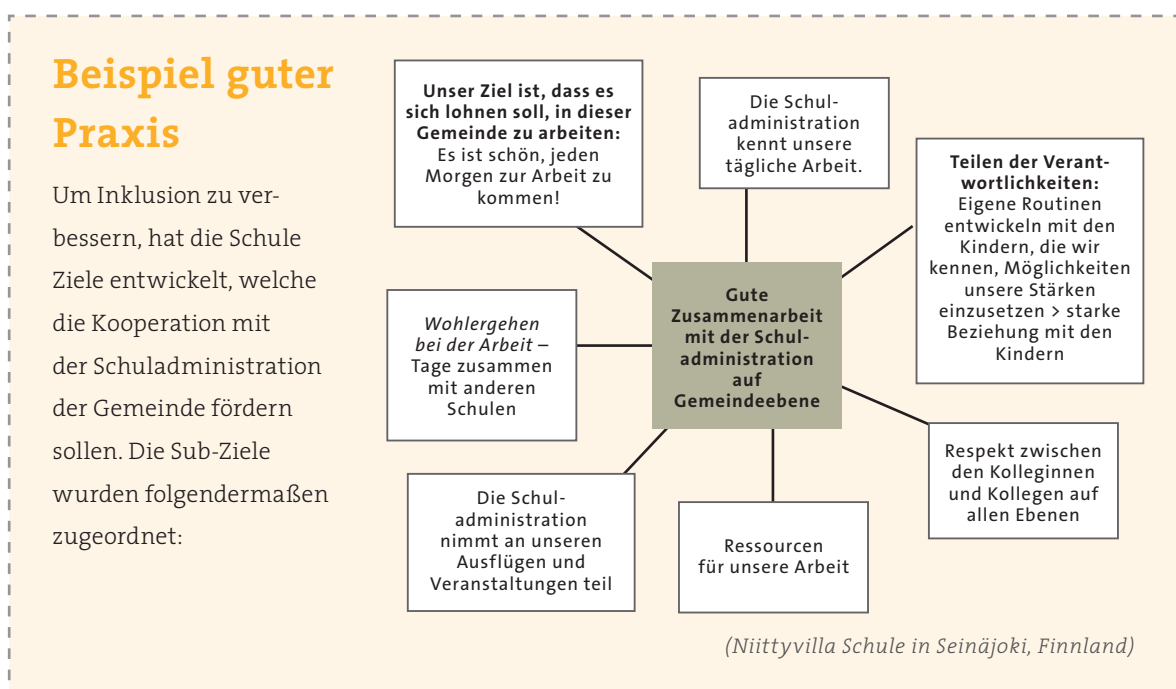 Beispiel guter
Praxis
Um Inklusion zu ver-
bessern, hat die Schule
Ziele entwickelt, welche
die Kooperation mit
der Schuladministration
der Gemeinde fördern
sollen. Die Sub-Ziele
wurden folgendermaßen
zugeordnet:
Unser Ziel ist, dass es
sich lohnen soll, in dieser
Gemeinde zu arbeiten:
Es ist schön, jeden
Morgen zur Arbeit zu
kommen!
Die Schul-
administration
kennt unsere
tägliche Arbeit.
Teilen der Verant-
wortlichkeiten:
Eigene Routinen
entwickeln mit den
Kindern, die wir
kennen, Möglichkeiten
unsere Stärken
einzusetzen > starke
Beziehung mit den
Kindern
Gute
Zusammenarbeit
mit der Schul-
administration
auf
Gemeindeebene
Wohlergehen
bei der Arbeit –
Tage zusammen
mit anderen
Schulen
Respekt zwischen
den Kolleginnen
und Kollegen auf
allen Ebenen
Die Schul-
administration
nimmt an unseren
Ausflügen und
Veranstaltungen teil
Ressourcen
für unsere Arbeit
(Niittyvilla Schule in Seinäjoki, Finnland)